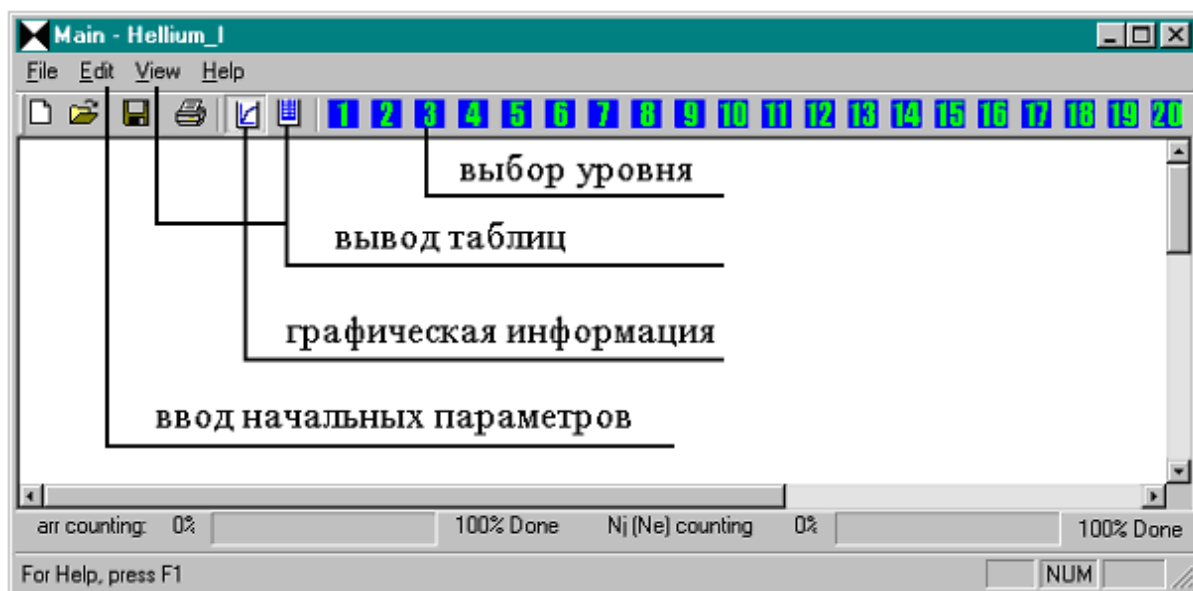 Main - Hellium_I
File Edit View Help
1 2 3 4 5 6 7 8 9 10 11 12 13 14 15 16 17 18 19 20
выбор уровня
вывод таблиц
графическая информация
ввод начальных параметров
arr counting: 0% 100% Done Nj (Ne) counting 0% 100% Done
For Help, press F1 NUM